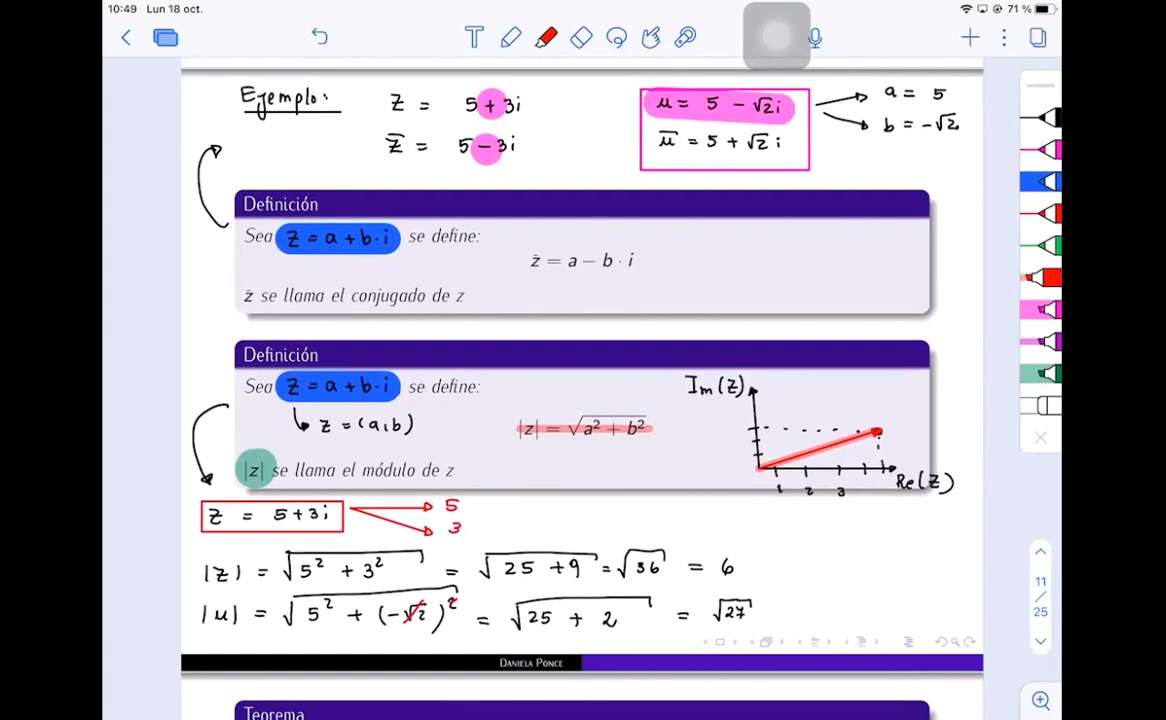 10:49 Lun 18 oct. 71 %
Ejemplo:
z = 5 + 3i
z̄ = 5 − 3i
μ = 5 − √2 i
μ̄ = 5 + √2 i
a = 5
b = −√2
Definición
Sea z = a + b·i se define:
z̄ = a − b · i
z̄ se llama el conjugado de z
Definición
Sea z = a + b·i se define:
z = (a,b)
|z| = √a² + b²
|z| se llama el módulo de z
Im(z)
1 2 3
Re(z)
z = 5+3i
5
3
|z| = √5² + 3² = √25 + 9 = √36 = 6
|μ| = √5² + (−√2)² = √25 + 2 = √27
DANIELA PONCE
Teorema
11
/
25